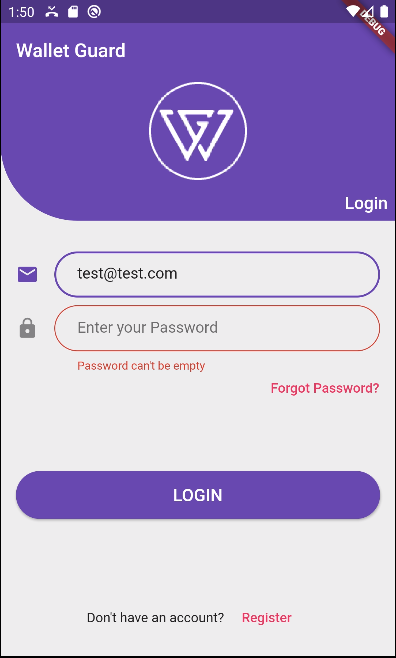 1:50
DEBUG
Wallet Guard
Login
test@test.com
Enter your Password
Password can't be empty
Forgot Password?
LOGIN
Don't have an account? Register